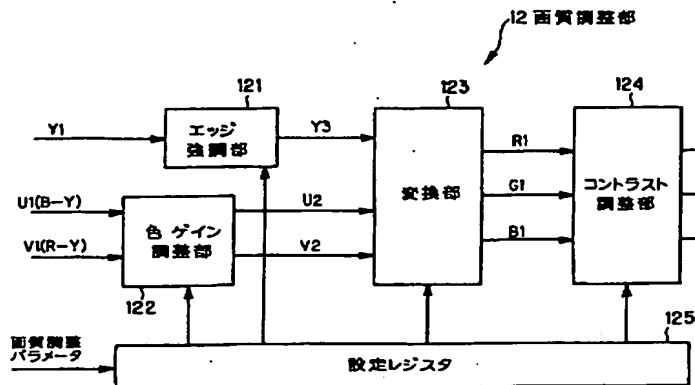 12 画質調整部
121
123
124
Y1
エッジ
強調部
Y3
R1
U1(B-Y)
U2
変換部
G1
コントラスト
調整部
V1(R-Y)
色 ゲイン
調整部
V2
B1
122
125
画質調整
パラメータ
設定レジスタ